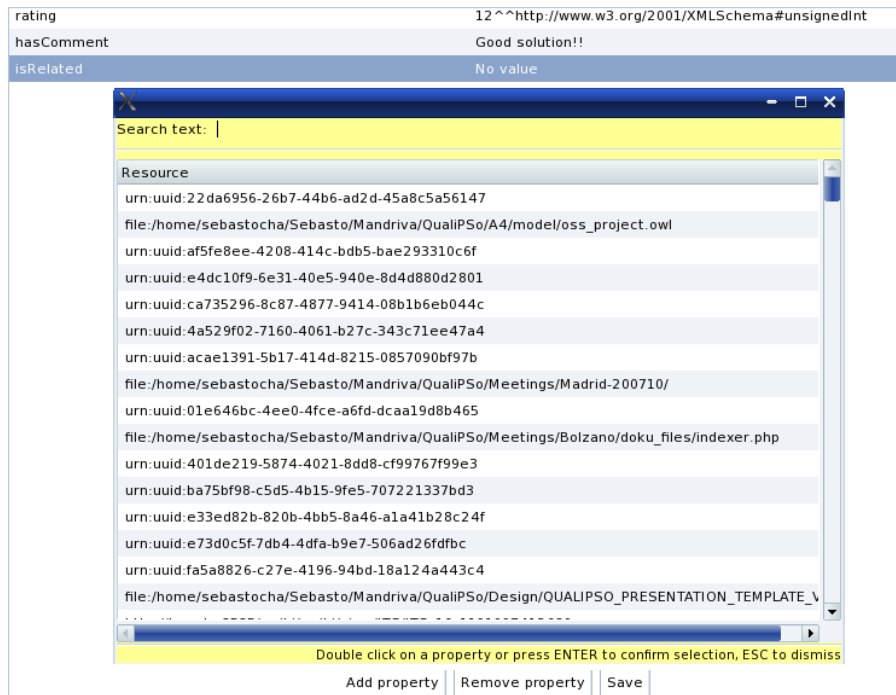 rating 12^^http://www.w3.org/2001/XMLSchema#unsignedInt
hasComment Good solution!!
isRelated No value
Search text:
Resource
urn:uuid:22da6956-26b7-44b6-ad2d-45a8c5a56147
file:/home/sebastocha/Sebasto/Mandriva/QualiPSo/A4/model/oss_project.owl
urn:uuid:af5fe8ee-4208-414c-bdb5-bae293310c6f
urn:uuid:e4dc10f9-6e31-40e5-940e-8d4d880d2801
urn:uuid:ca735296-8c87-4877-9414-08b1b6eb044c
urn:uuid:4a529f02-7160-4061-b27c-343c71ee47a4
urn:uuid:acae1391-5b17-414d-8215-0857090bf97b
file:/home/sebastocha/Sebasto/Mandriva/QualiPSo/Meetings/Madrid-200710/
urn:uuid:01e646bc-4ee0-4fce-a6fd-dcaa19d8b465
file:/home/sebastocha/Sebasto/Mandriva/QualiPSo/Meetings/Bolzano/doku_files/indexer.php
urn:uuid:401de219-5874-4021-8dd8-cf99767f99e3
urn:uuid:ba75bf98-c5d5-4b15-9fe5-707221337bd3
urn:uuid:e33ed82b-820b-4bb5-8a46-a1a41b28c24f
urn:uuid:e73d0c5f-7db4-4dfa-b9e7-506ad26fdfbc
urn:uuid:fa5a8826-c27e-4196-94bd-18a124a443c4
file:/home/sebastocha/Sebasto/Mandriva/QualiPSo/Design/QUALIPSO_PRESENTATION_TEMPLATE_V
Double click on a property or press ENTER to confirm selection, ESC to dismiss
Add property Remove property Save